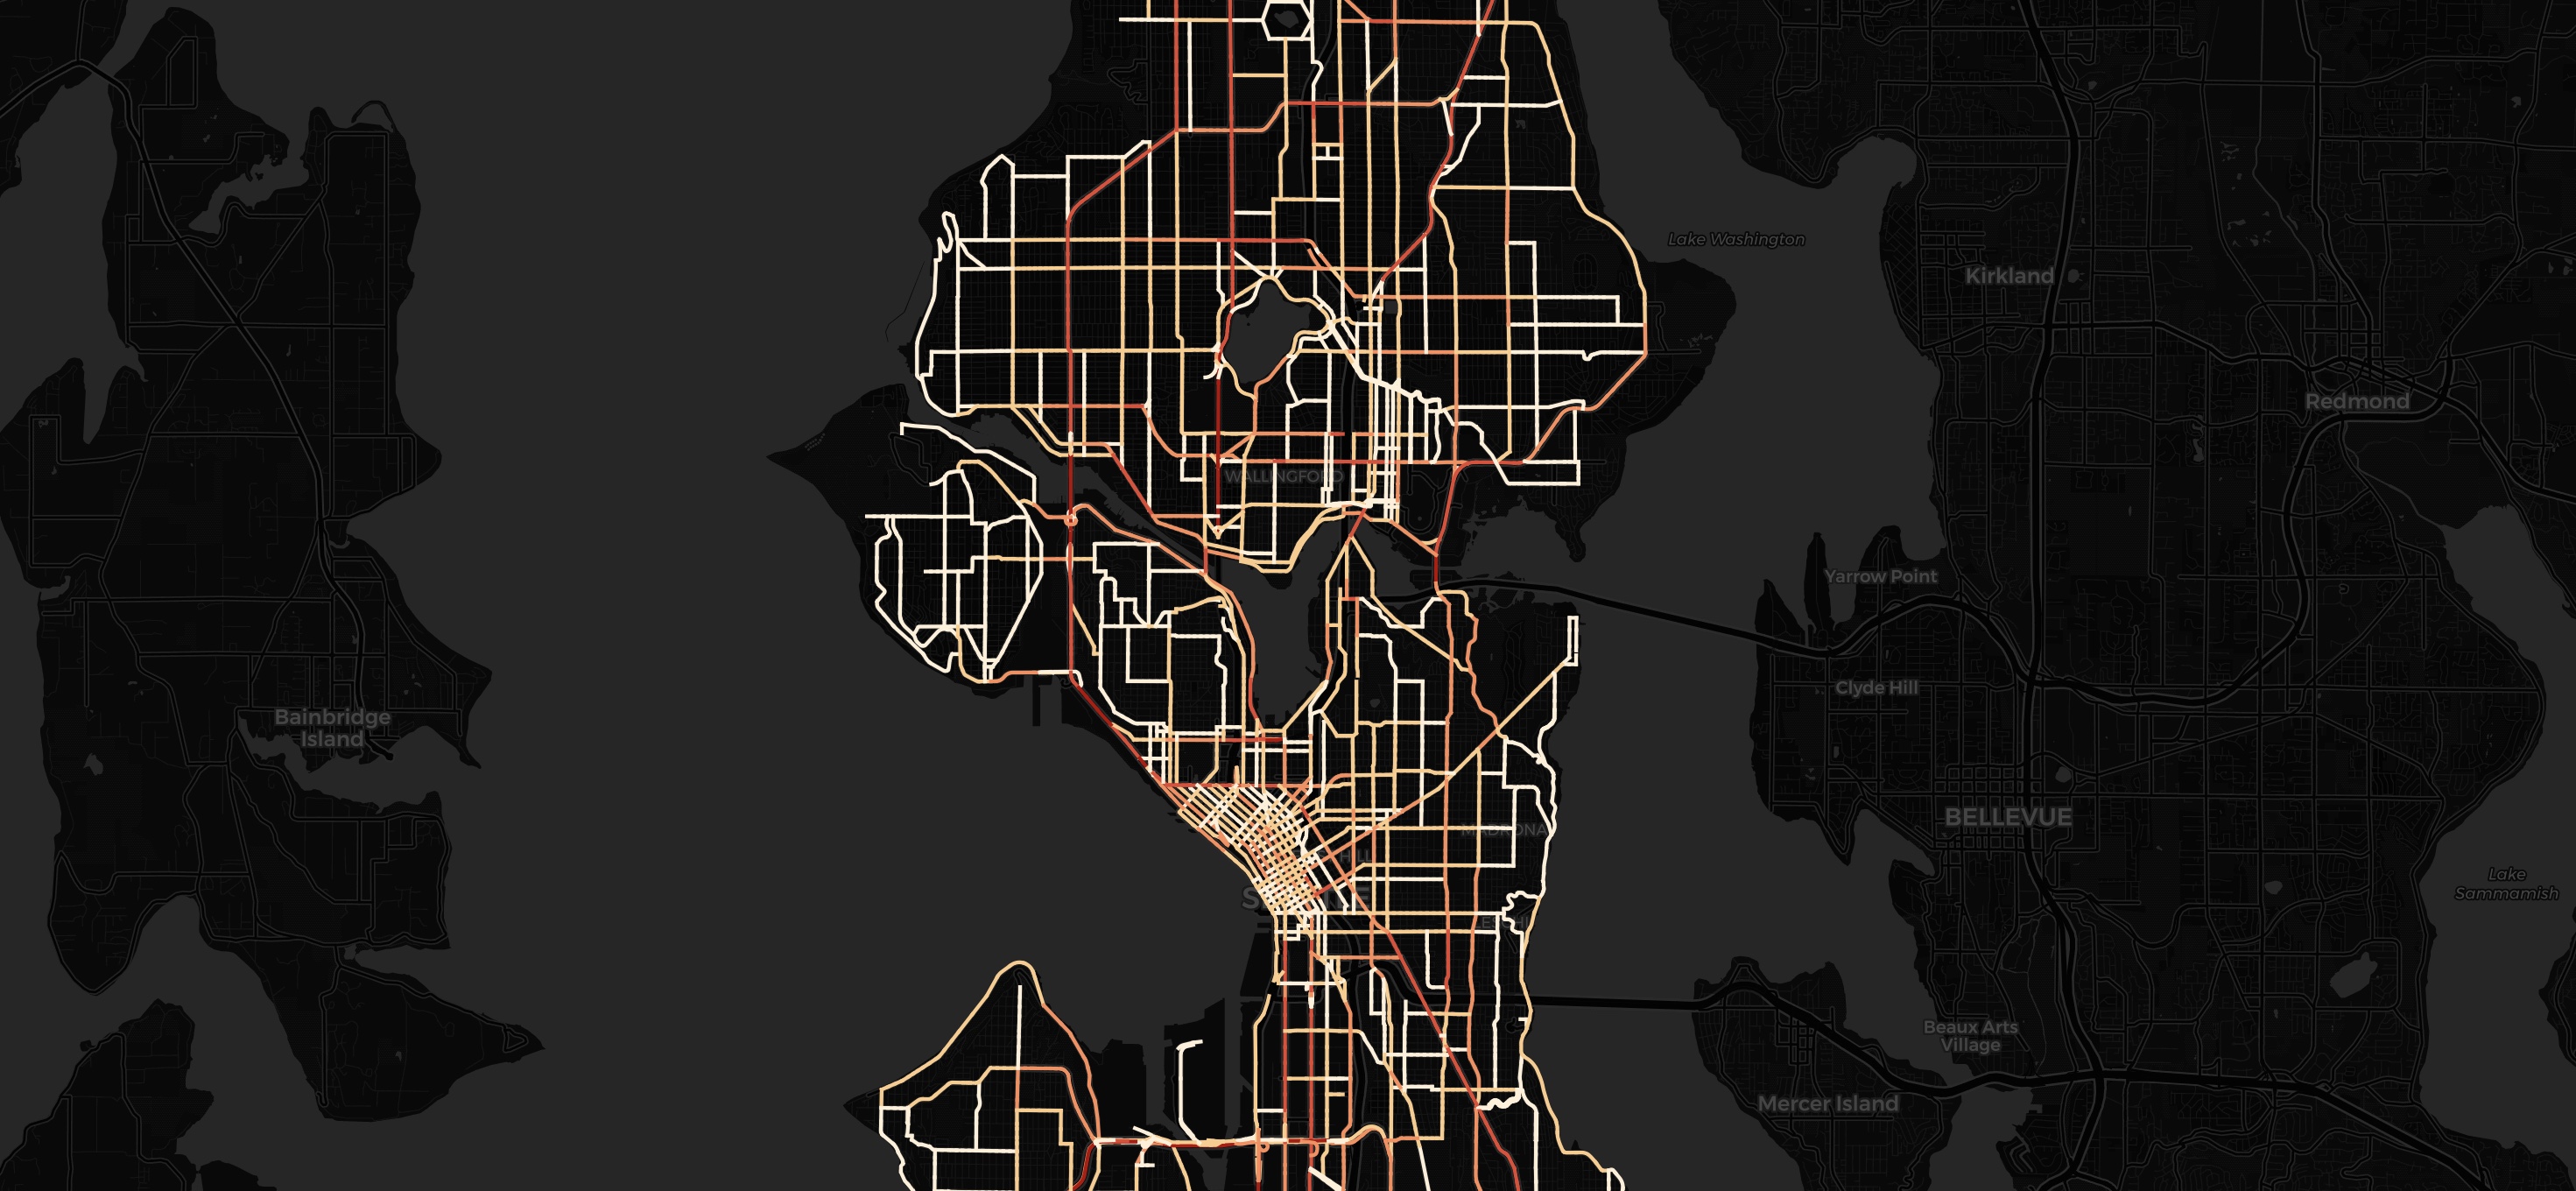 Lake Washington
Kirkland
Redmond
WALLINGFORD
Yarrow Point
Clyde Hill
Bainbridge
Island
BELLEVUE
MADRONA
HILL
Lake
Sammamish
Beaux Arts
Village
Mercer Island